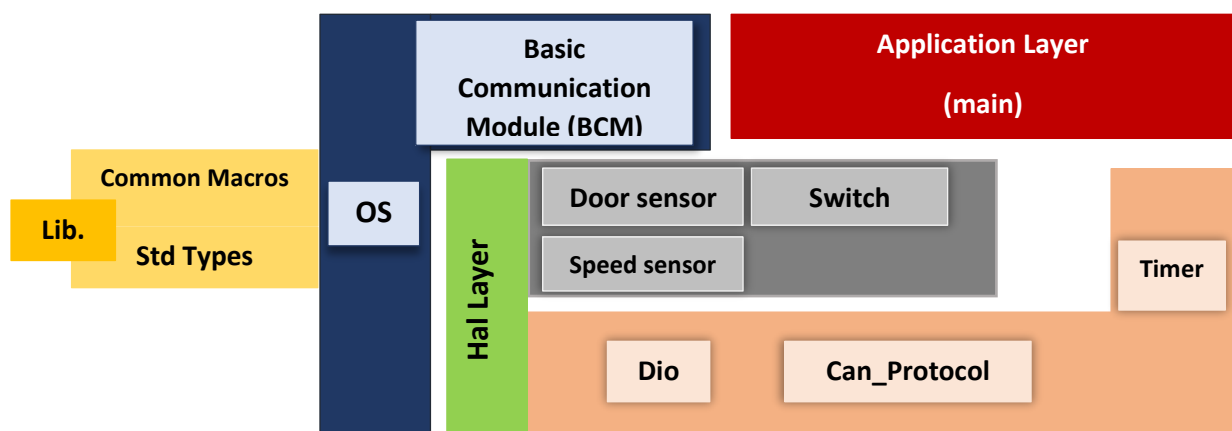 Basic
Communication
Module (BCM)
Application Layer
(main)
Common Macros
Lib.
Std Types
OS
Hal Layer
Door sensor
Switch
Speed sensor
Timer
Dio
Can_Protocol